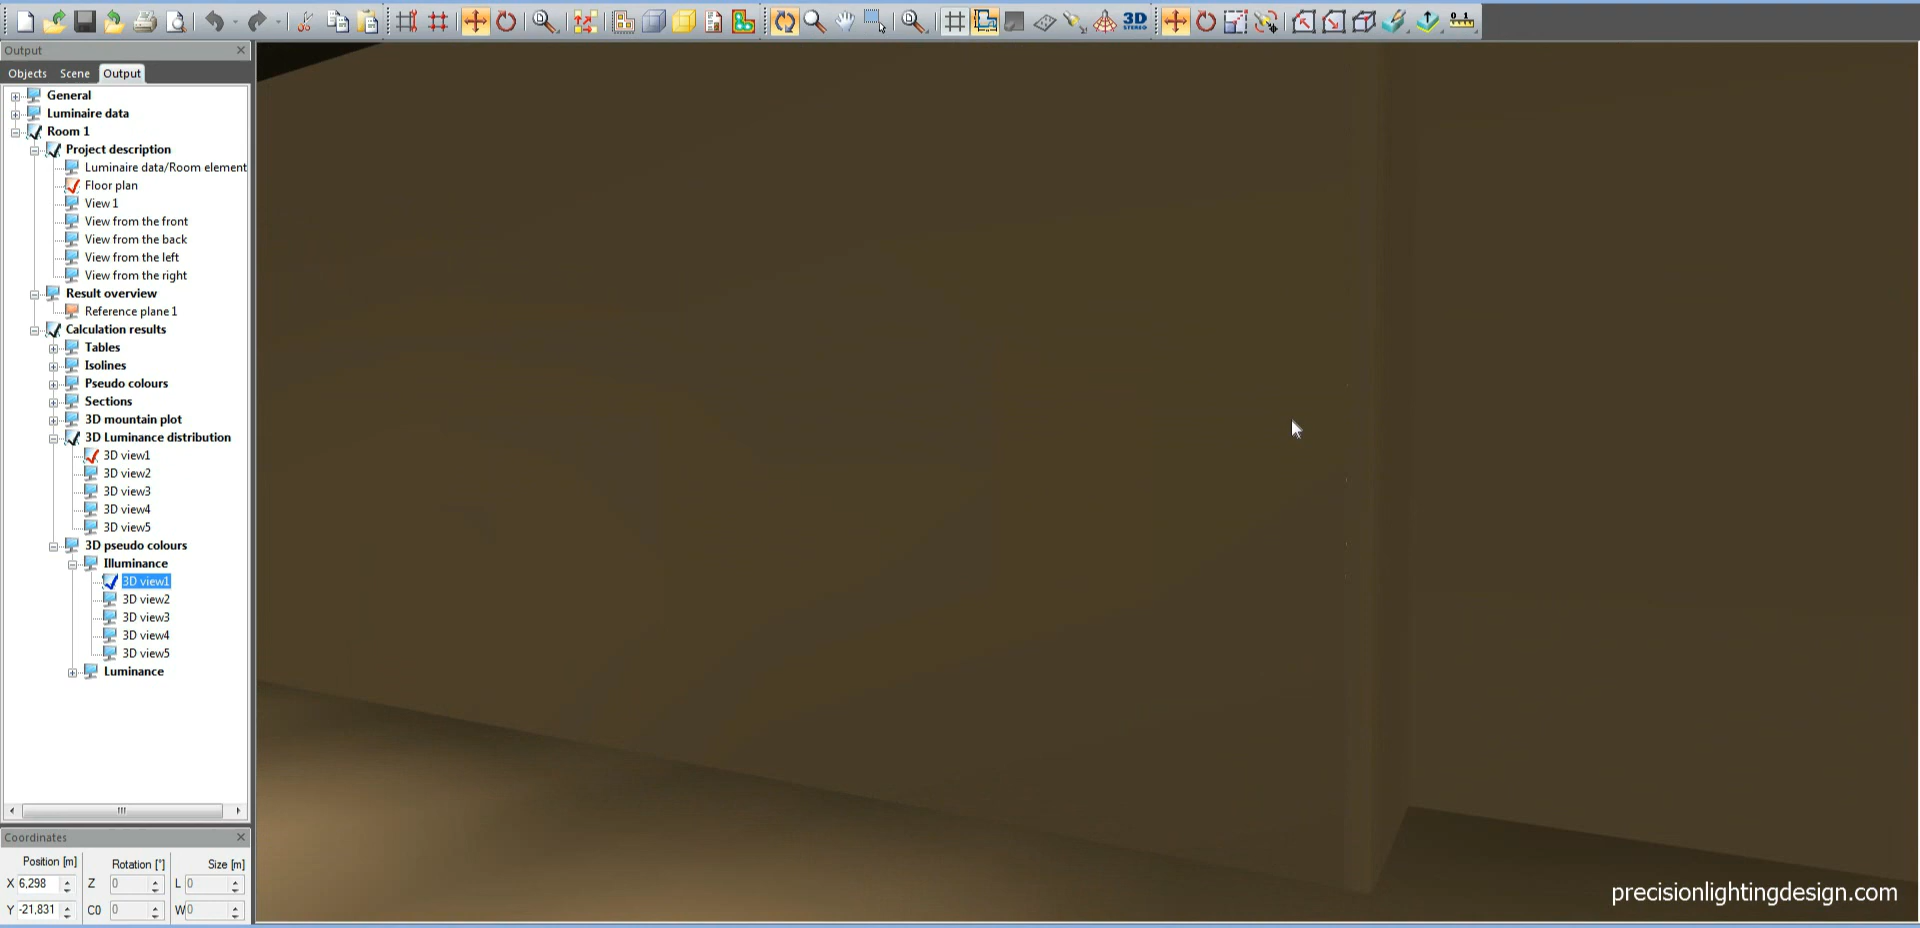 3D
STEREO
0.1
Output
Objects Scene Output
General
Luminaire data
Room 1
Project description
Luminaire data/Room element
Floor plan
View 1
View from the front
View from the back
View from the left
View from the right
Result overview
Reference plane 1
Calculation results
Tables
Isolines
Pseudo colours
Sections
3D mountain plot
3D Luminance distribution
3D view1
3D view2
3D view3
3D view4
3D view5
3D pseudo colours
Illuminance
3D view1
3D view2
3D view3
3D view4
3D view5
Luminance
Coordinates
Position [m] Rotation [°] Size [m]
X 6,298 Z 0 L 0
Y -21,831 C0 0 W 0
precisionlightingdesign.com